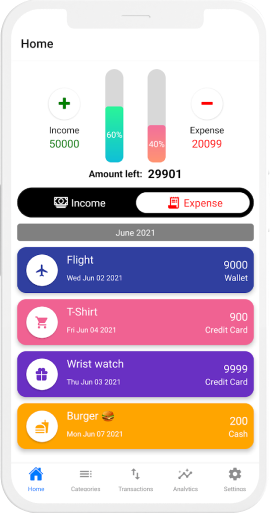 Home
Income
50000
60%
40%
Expense
20099
Amount left: 29901
Income
Expense
June 2021
Flight
9000
Wed Jun 02 2021
Wallet
T-Shirt
900
Fri Jun 04 2021
Credit Card
Wrist watch
9999
Thu Jun 03 2021
Credit Card
Burger 🍔
200
Mon Jun 07 2021
Cash
Home
Categories
Transactions
Analytics
Settings